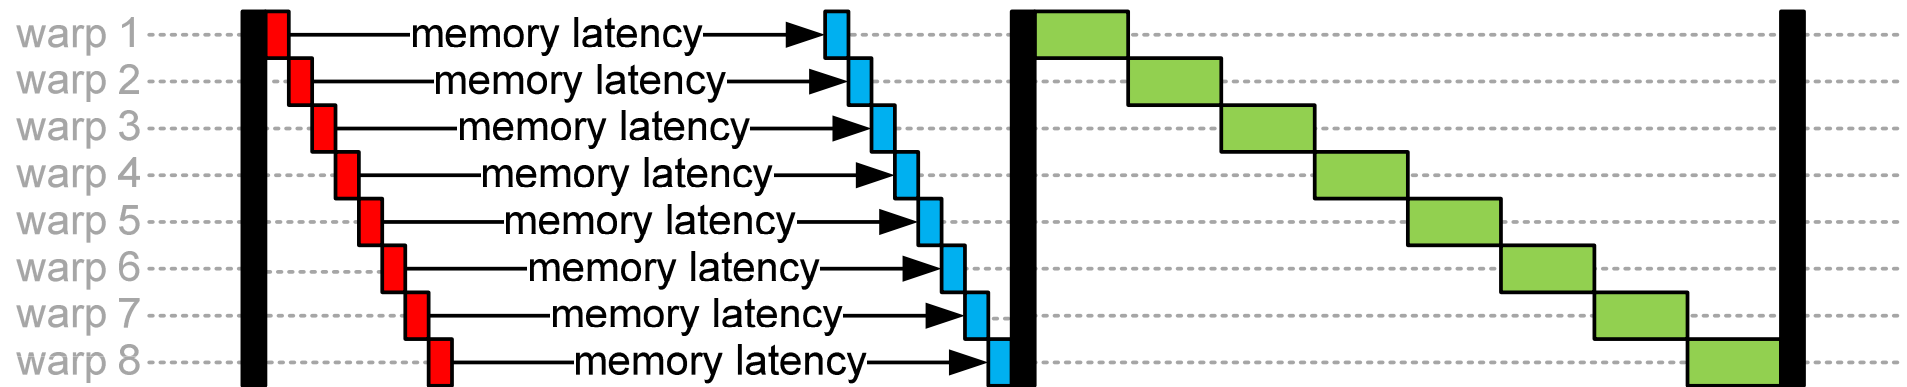 warp 1 memory latency
warp 2 memory latency
warp 3 memory latency
warp 4 memory latency
warp 5 memory latency
warp 6 memory latency
warp 7 memory latency
warp 8 memory latency